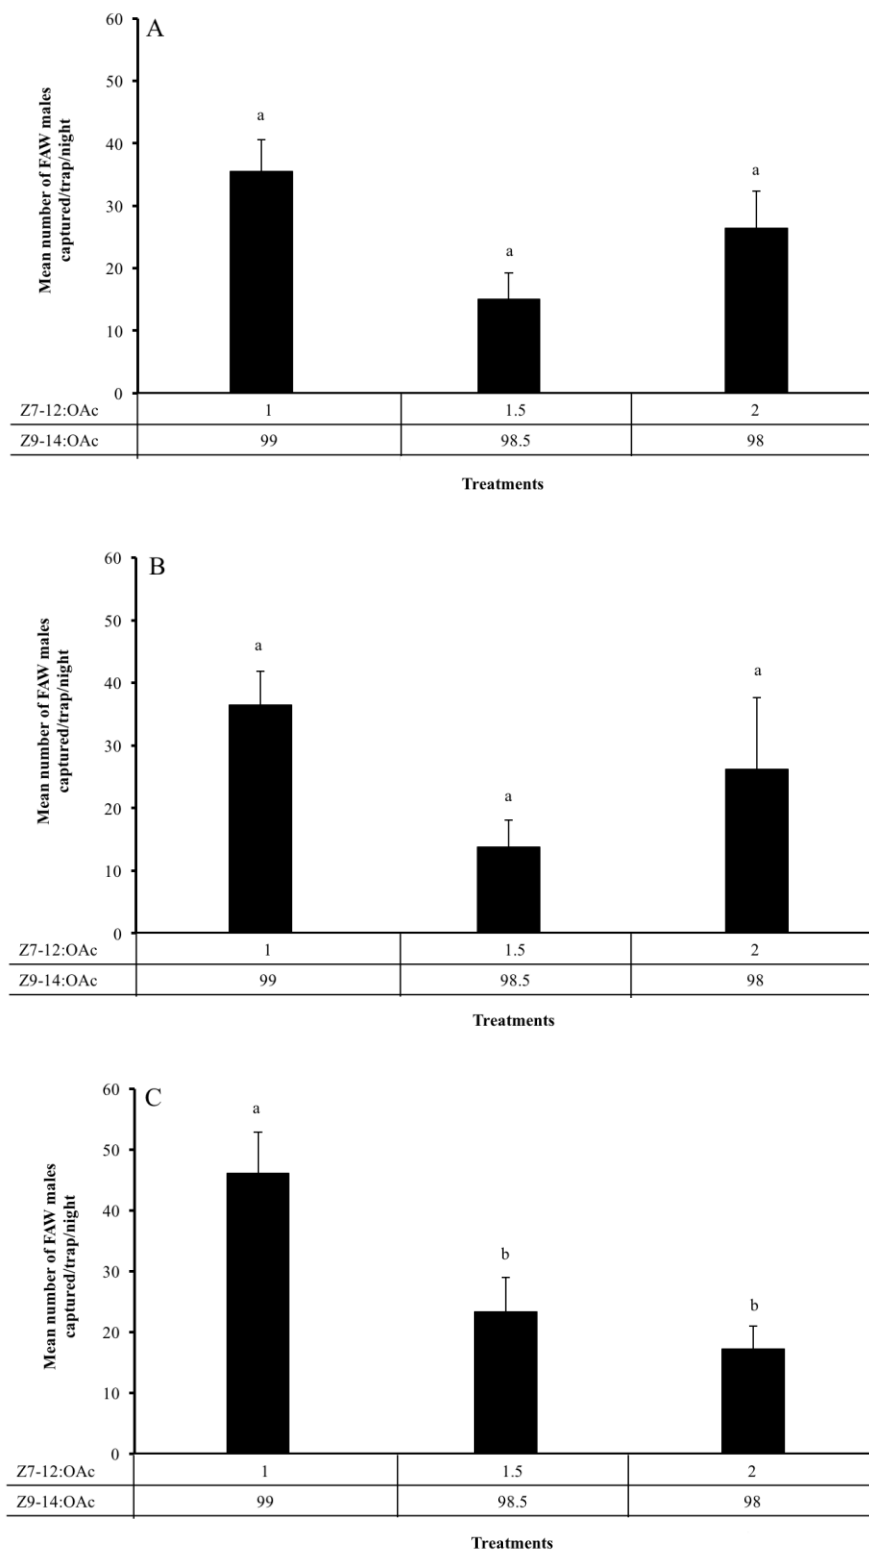 A
60
50
40
30
20
10
0
Mean number of FAW males
captured/trap/night
a
a
a
Z7-12:OAc 1 1.5 2
Z9-14:OAc 99 98.5 98
Treatments
B
60
50
40
30
20
10
0
Mean number of FAW males
captured/trap/night
a
a
a
Z7-12:OAc 1 1.5 2
Z9-14:OAc 99 98.5 98
Treatments
C
60
50
40
30
20
10
0
Mean number of FAW males
captured/trap/night
a
b
b
Z7-12:OAc 1 1.5 2
Z9-14:OAc 99 98.5 98
Treatments